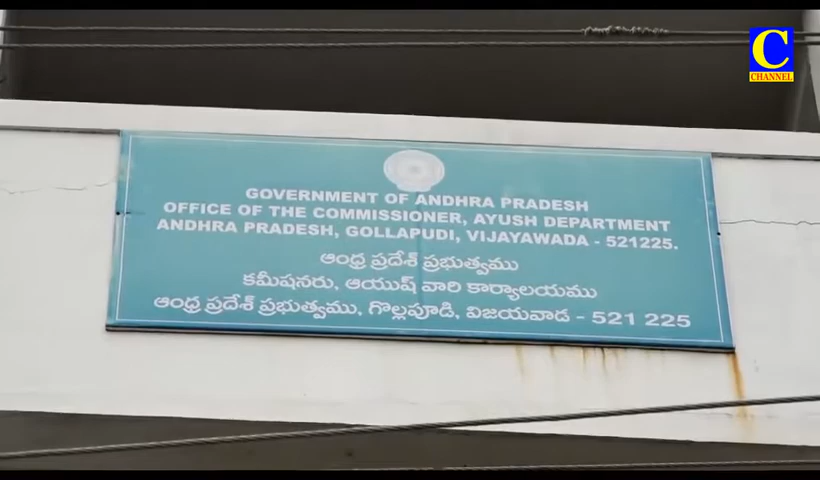 C
CHANNEL
GOVERNMENT OF ANDHRA PRADESH
OFFICE OF THE COMMISSIONER, AYUSH DEPARTMENT
ANDHRA PRADESH, GOLLAPUDI, VIJAYAWADA - 521225.
ఆంధ్ర ప్రదేశ్ ప్రభుత్వము
కమీషనరు, ఆయుష్ వారి కార్యాలయము
ఆంధ్ర ప్రదేశ్ ప్రభుత్వము, గొల్లపూడి, విజయవాడ - 521 225